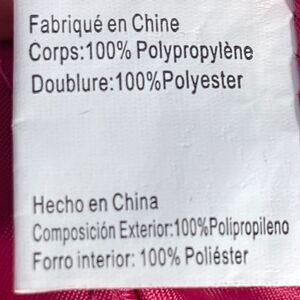 Fabriqué en Chine
Corps:100% Polypropylène
Doublure:100%Polyester
Hecho en China
Composición Exterior:100%Polipropileno
Forro interior: 100% Poliéster